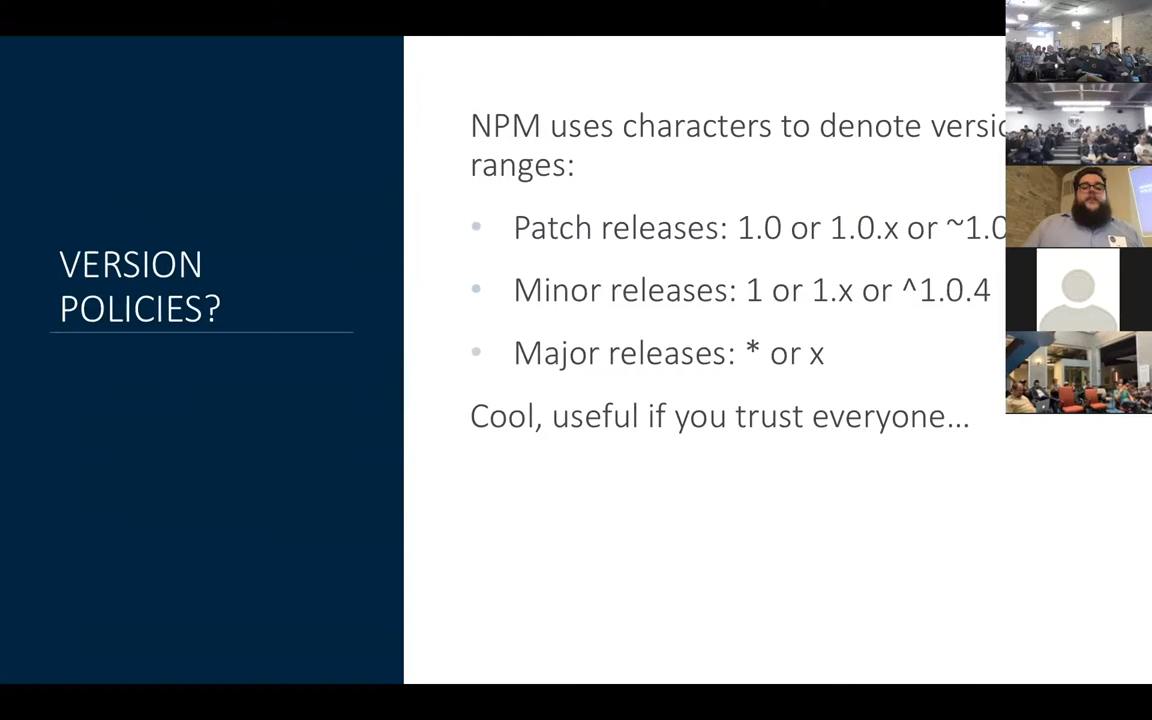 VERSION
POLICIES?
NPM uses characters to denote
ranges:
• Patch releases: 1.0 or 1.0.x or ~1.0
• Minor releases: 1 or 1.x or ^1.0.4
• Major releases: * or x
Cool, useful if you trust everyone…